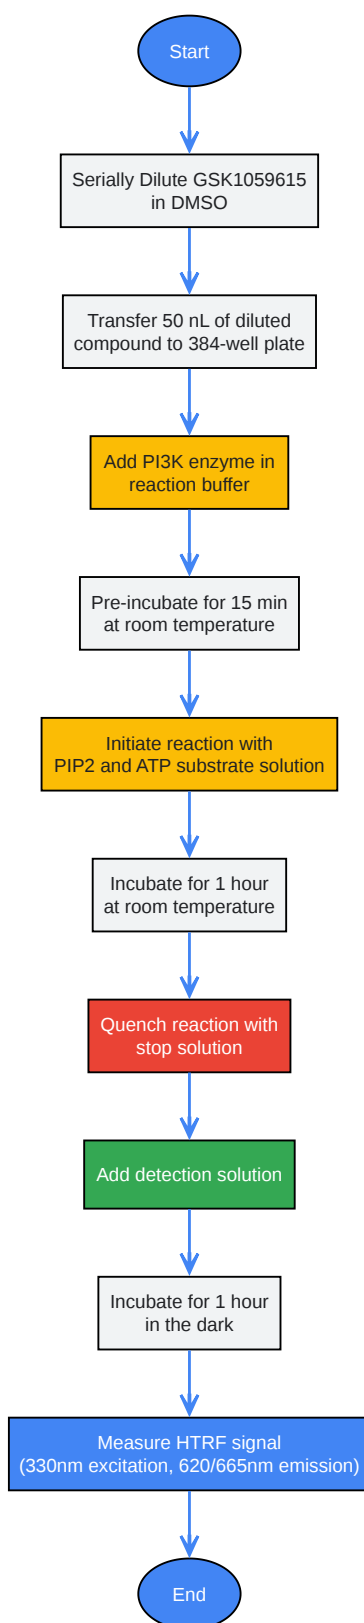 Start
Serially Dilute GSK1059615
in DMSO
Transfer 50 nL of diluted
compound to 384-well plate
Add PI3K enzyme in
reaction buffer
Pre-incubate for 15 min
at room temperature
Initiate reaction with
PIP2 and ATP substrate solution
Incubate for 1 hour
at room temperature
Quench reaction with
stop solution
Add detection solution
Incubate for 1 hour
in the dark
Measure HTRF signal
(330nm excitation, 620/665nm emission)
End